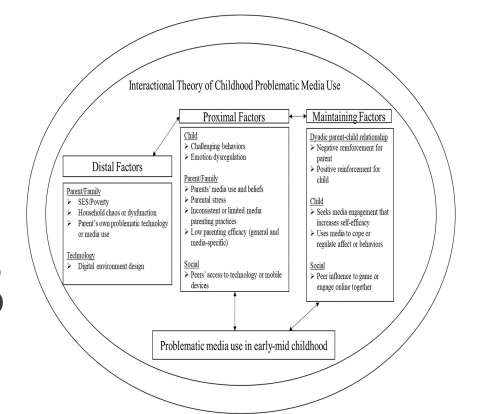 Interactional Theory of Childhood Problematic Media Use
Distal Factors
Parent/Family
➢ SES/Poverty
➢ Household chaos or dysfunction
➢ Parent's own problematic technology
or media use
Technology
➢ Digital environment design
Proximal Factors
Child
➢ Challenging behaviors
➢ Emotion dysregulation
Parent/Family
➢ Parents' media use and beliefs
➢ Parental stress
➢ Inconsistent or limited media
parenting practices
➢ Low parenting efficacy (general and
media-specific)
Social
➢ Peers' access to technology or mobile
devices
Maintaining Factors
Dyadic parent-child relationship
➢ Negative reinforcement for
parent
➢ Positive reinforcement for
child
Child
➢ Seeks media engagement that
increases self-efficacy
➢ Uses media to cope or
regulate affect or behaviors
Social
➢ Peer influence to game or
engage online together
Problematic media use in early-mid childhood